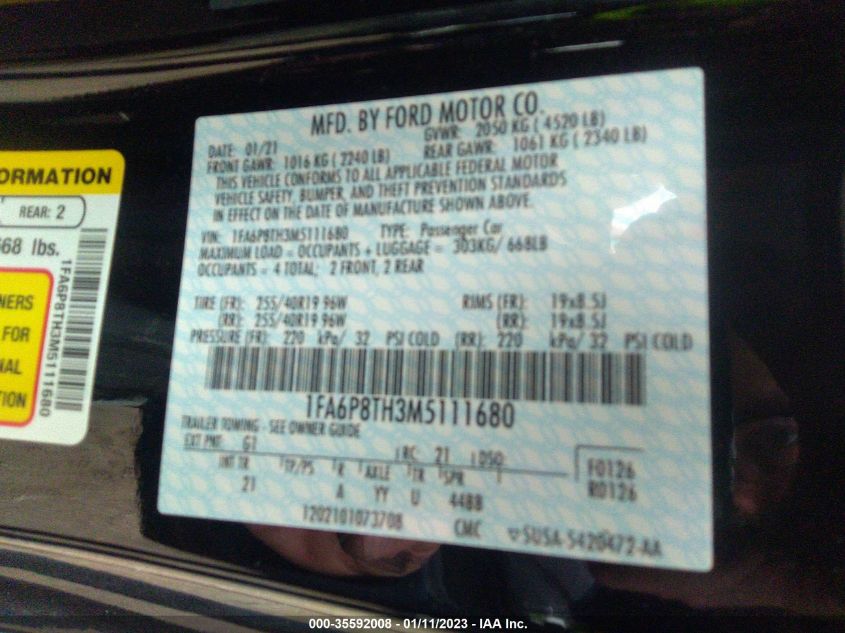 MFD. BY FORD MOTOR CO.
DATE: 01/21 GVWR: 2050 KG ( 4520 LB)
FRONT GAWR: 1016 KG ( 2240 LB) REAR GAWR: 1061 KG ( 2340 LB)
THIS VEHICLE CONFORMS TO ALL APPLICABLE FEDERAL MOTOR
VEHICLE SAFETY, BUMPER, AND THEFT PREVENTION STANDARDS
IN EFFECT ON THE DATE OF MANUFACTURE SHOWN ABOVE.
VIN: 1FA6P8TH3M5111680 TYPE: Passenger Car
MAXIMUM LOAD = OCCUPANTS + LUGGAGE = 303KG/ 668LB
OCCUPANTS = 4 TOTAL; 2 FRONT, 2 REAR
TIRE (FR): 255/40R19 96W RIMS (FR): 19x8.5J
(RR): 255/40R19 96W (RR): 19x8.5J
PRESSURE (FR): 220 kPa/ 32 PSI COLD (RR): 220 kPa/ 32 PSI COLD
1FA6P8TH3M5111680
TRAILER TOWING - SEE OWNER GUIDE
EXT PNT: G1 RC: 21 DSO:
INT TR TP/PS R AXLE TR SPR F0126
21 A YY U 44BB R0126
1202101073708 CMC SUSA-5420472-AA
ORMATION
REAR: 2
668 lbs.
NERS
FOR
NAL
TION
1FA6P8TH3M5111680
000-35592008 - 01/11/2023 - IAA Inc.